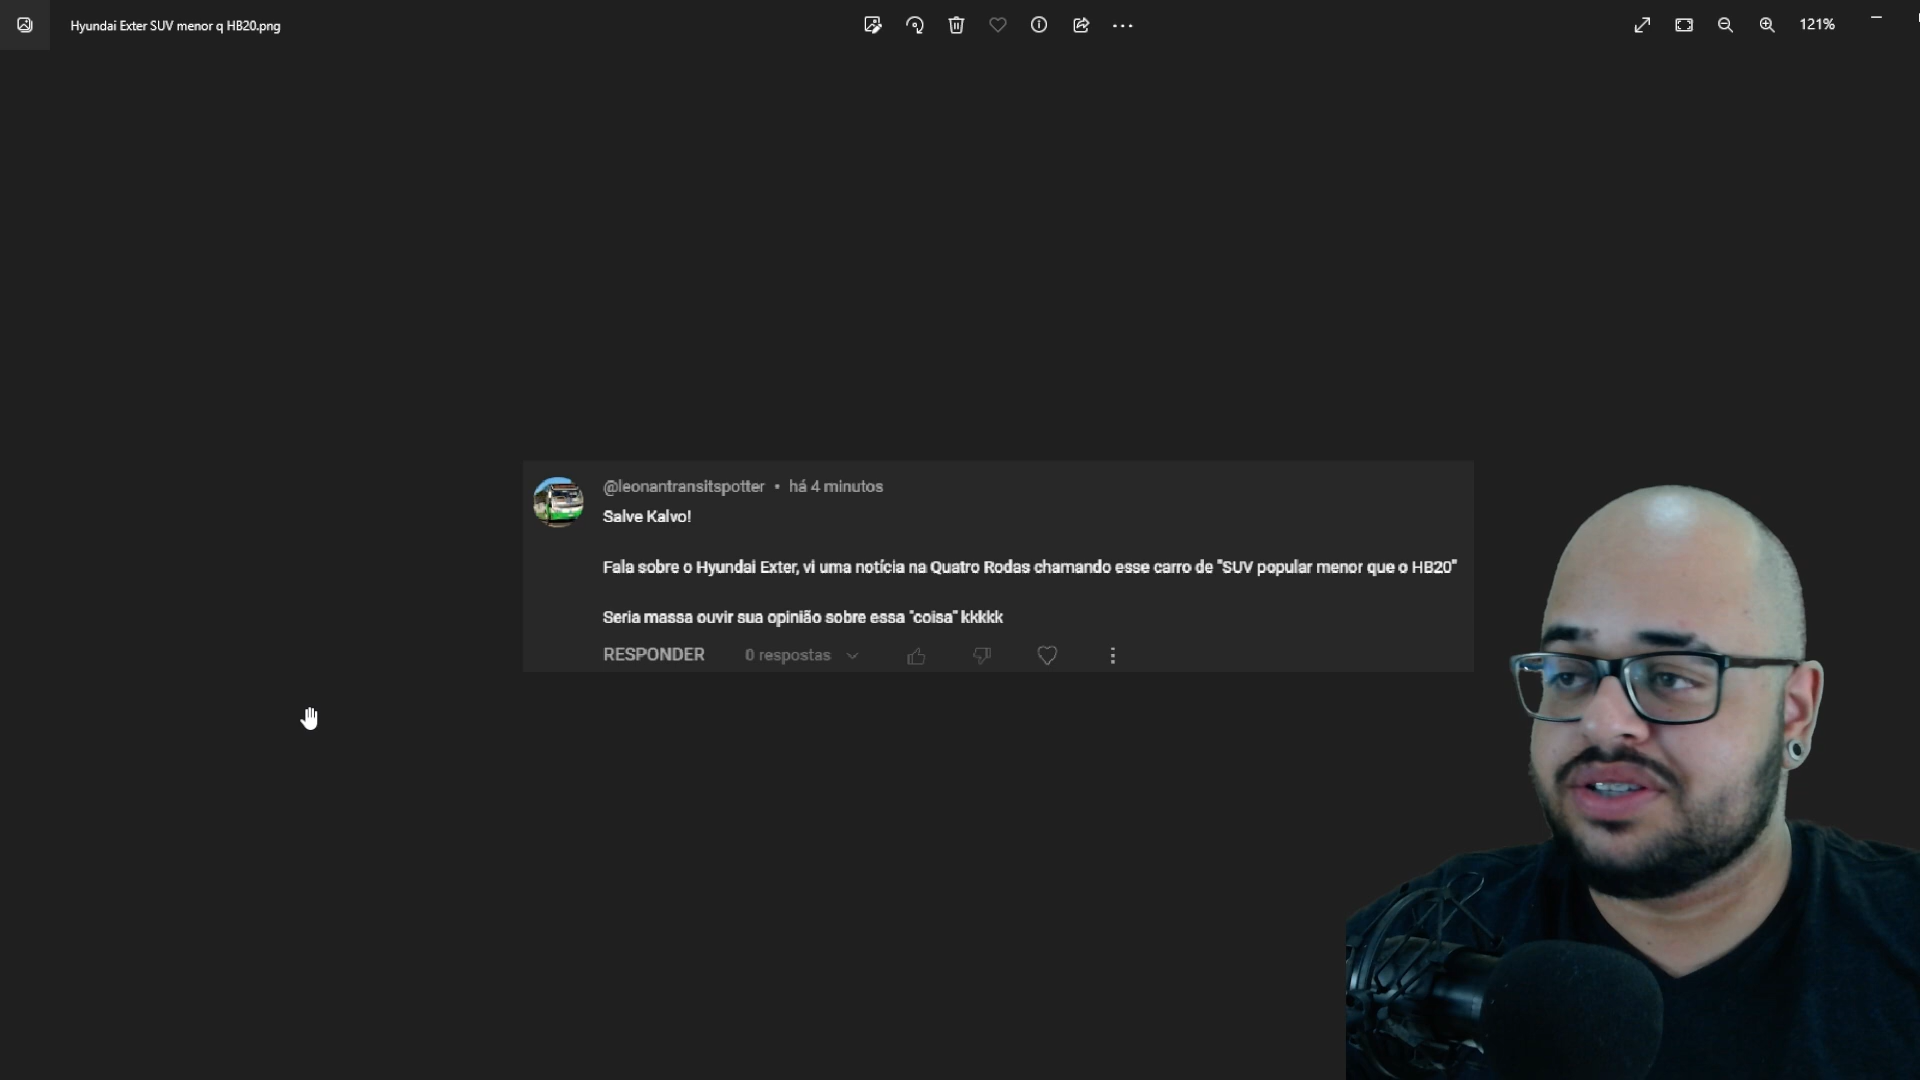 Hyundai Exter SUV menor q HB20.png
121%
@leonantransitspotter • há 4 minutos
Salve Kalvo!
Fala sobre o Hyundai Exter, vi uma notícia na Quatro Rodas chamando esse carro de "SUV popular menor que o HB20"
Seria massa ouvir sua opinião sobre essa "coisa" kkkkk
RESPONDER 0 respostas